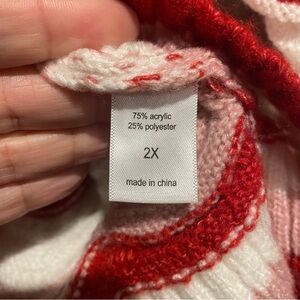 75% acrylic
25% polyester
2X
made in china